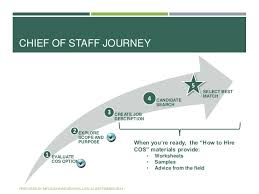 CHIEF OF STAFF JOURNEY
1
EVALUATE
COS OPTION
2
EXPLORE
SCOPE AND
PURPOSE
3
CREATE JOB
DESCRIPTION
4
CANDIDATE
SEARCH
5
SELECT BEST
MATCH
When you're ready, the "How to Hire
COS" materials provide:
• Worksheets
• Samples
• Advice from the field